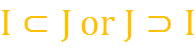 I ⊂ J or J ⊃ I